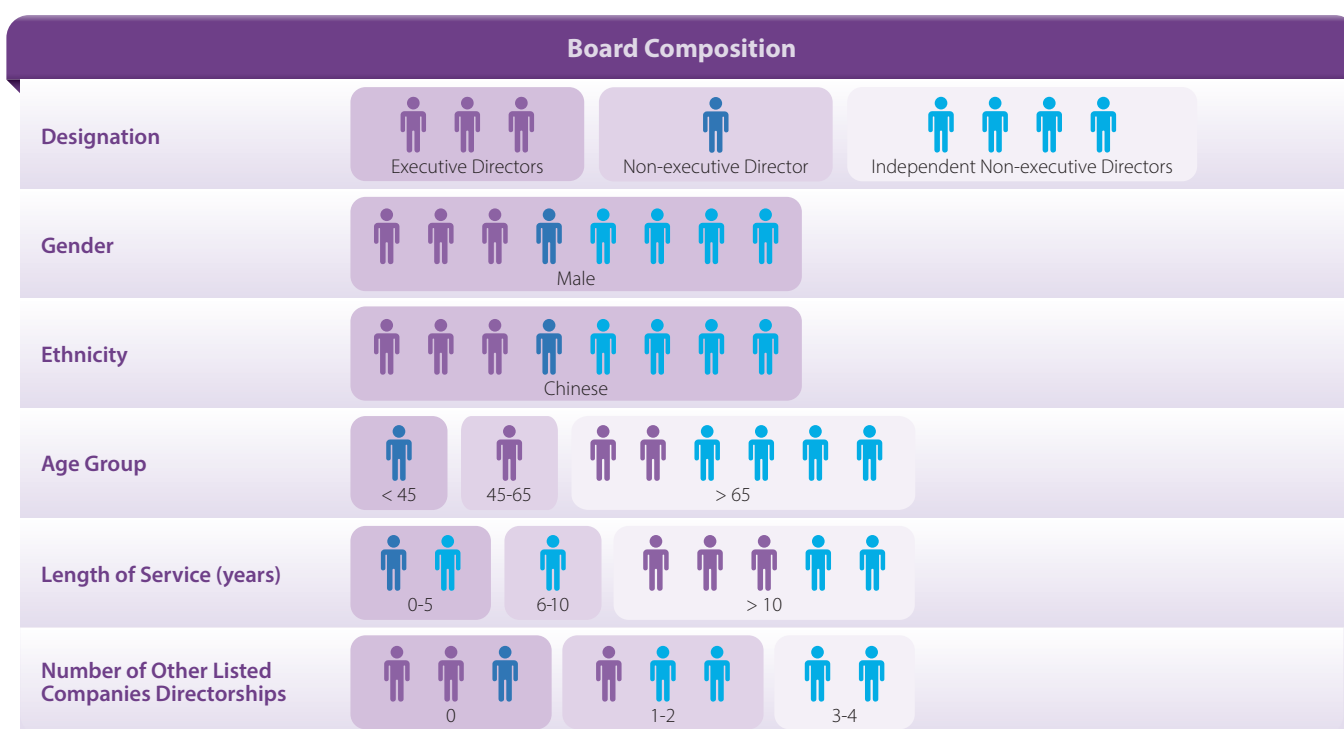 Board Composition
Designation
Executive Directors
Non-executive Director
Independent Non-executive Directors
Gender
Male
Ethnicity
Chinese
Age Group
< 45
45-65
> 65
Length of Service (years)
0-5
6-10
> 10
Number of Other Listed
Companies Directorships
0
1-2
3-4